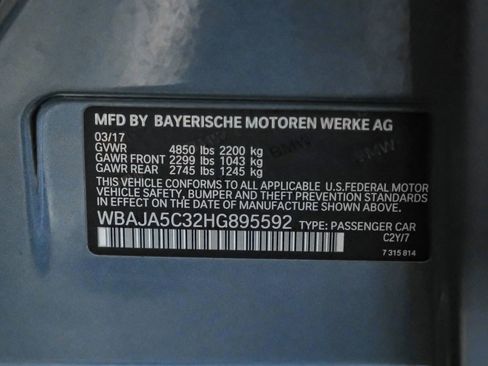 MFD BY BAYERISCHE MOTOREN WERKE AG
03/17
GVWR 4850 lbs 2200 kg
GAWR FRONT 2299 lbs 1043 kg
GAWR REAR 2745 lbs 1245 kg
THIS VEHICLE CONFORMS TO ALL APPLICABLE U.S.FEDERAL MOTOR
VEHICLE SAFETY, BUMPER AND THEFT PREVENTION STANDARDS
IN EFFECT ON THE DATE OF MANUFACTURE SHOWN ABOVE.
WBAJA5C32HG895592 TYPE: PASSENGER CAR
C2Y/7
7 315 814
BMW
BMW